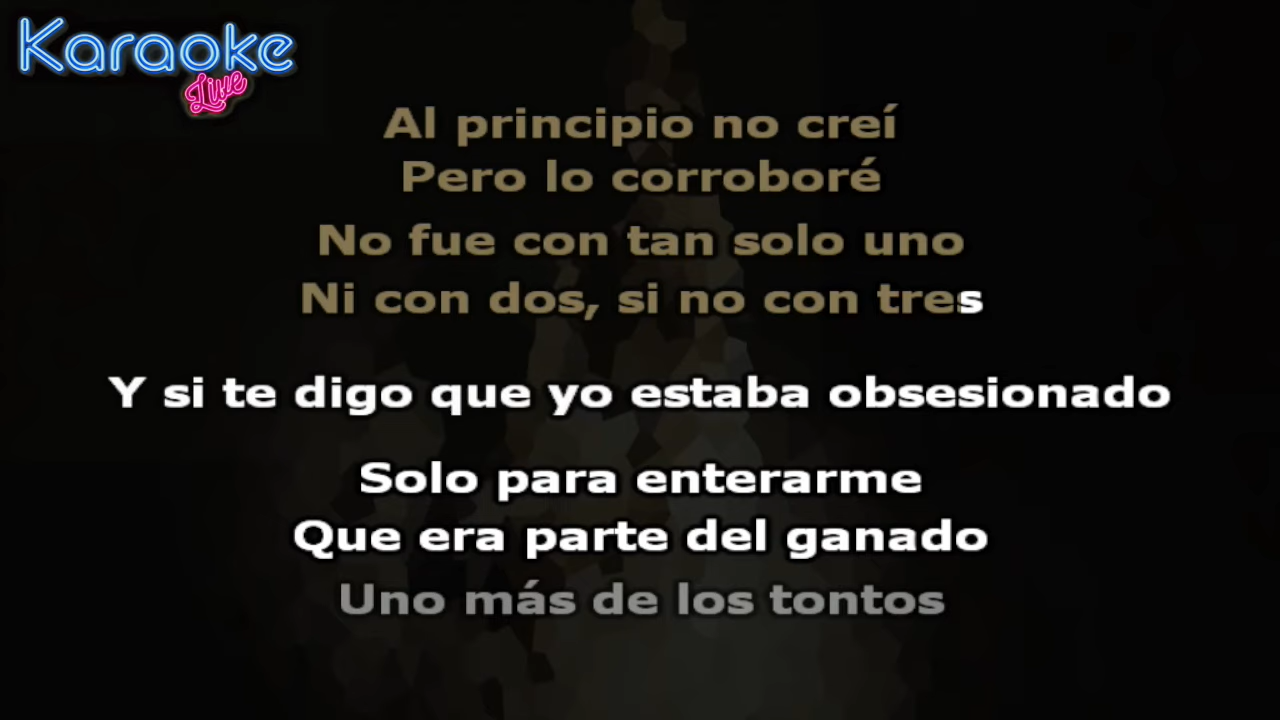 Karaoke
Live
Al principio no creí
Pero lo corroboré
No fue con tan solo uno
Ni con dos, si no con tres
Y si te digo que yo estaba obsesionado
Solo para enterarme
Que era parte del ganado
Uno más de los tontos